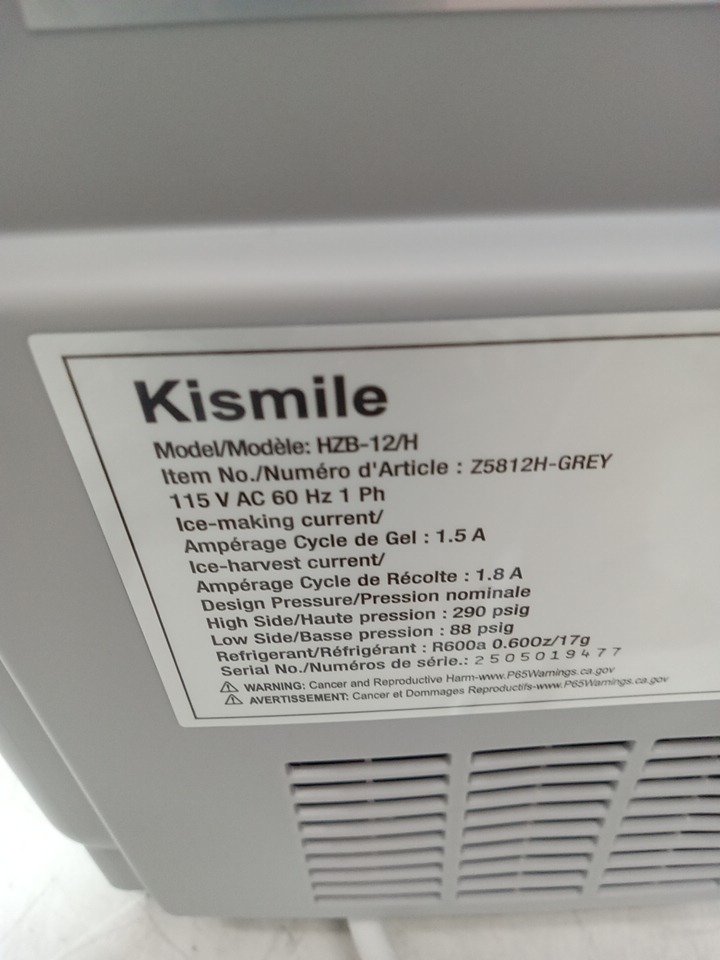 Kismile
Model/Modèle: HZB-12/H
Item No./Numéro d'Article : Z5812H-GREY
115 V AC 60 Hz 1 Ph
Ice-making current/
Ampérage Cycle de Gel : 1.5 A
Ice-harvest current/
Ampérage Cycle de Récolte : 1.8 A
Design Pressure/Pression nominale
High Side/Haute pression : 290 psig
Low Side/Basse pression : 88 psig
Refrigerant/Réfrigérant : R600a 0.60Oz/17g
Serial No./Numéros de série.: 2505019477
WARNING: Cancer and Reproductive Harm-www.P65Warnings.ca.gov
AVERTISSEMENT: Cancer et Dommages Reproductifs-www.P65Warnings.ca.gov